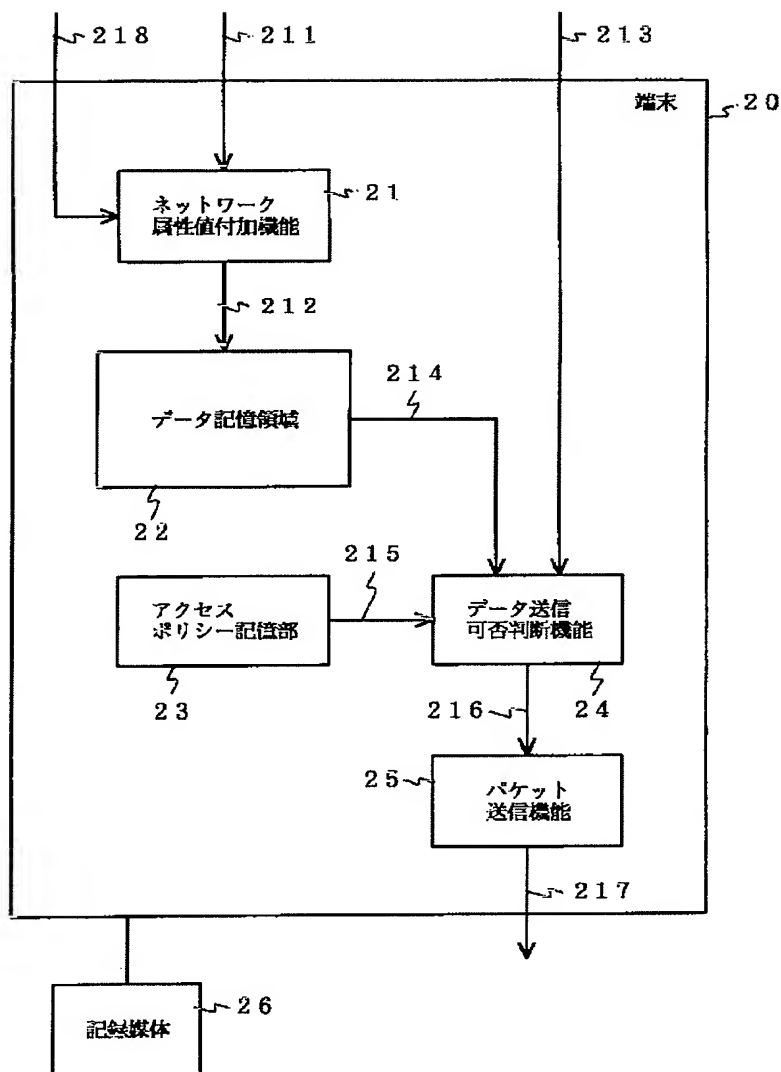 218
211
213
端末
20
ネットワーク
属性値付加機能
21
212
データ記憶領域
22
214
アクセス
ポリシー記憶部
23
215
データ送信
可否判断機能
24
216
パケット
送信機能
25
217
記録媒体
26